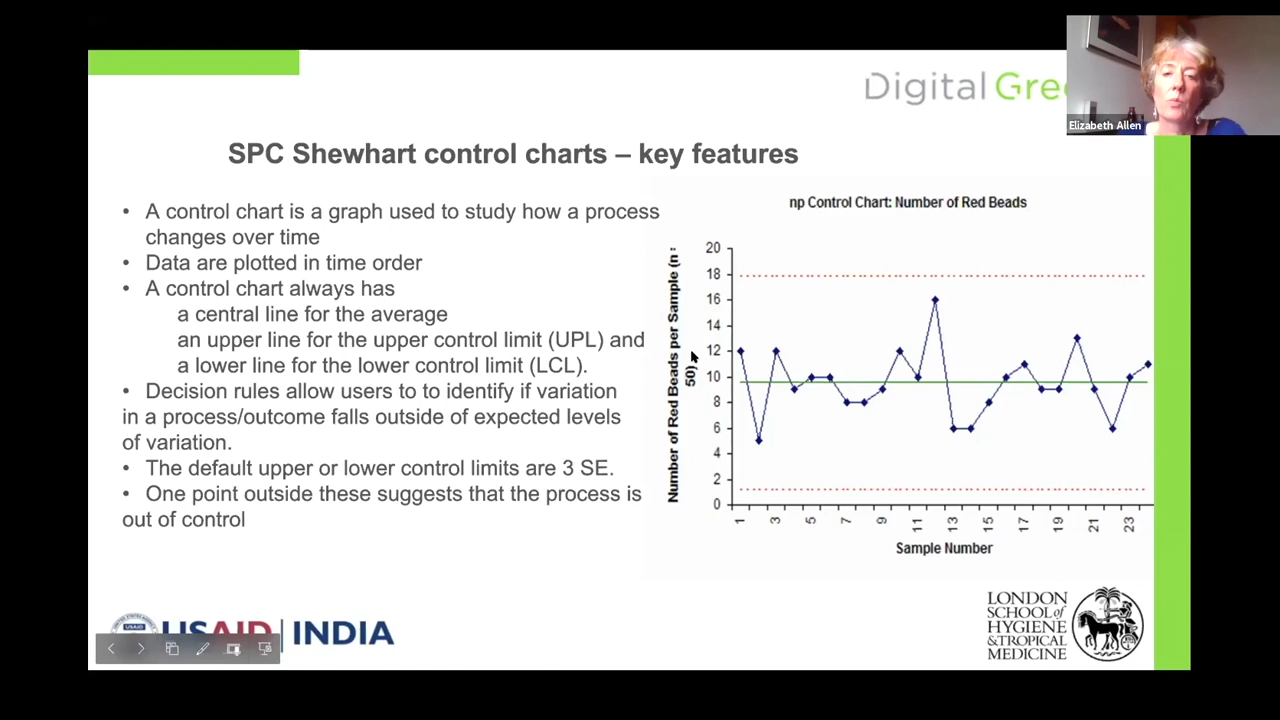 Digital Gre
Elizabeth Allen
SPC Shewhart control charts – key features
• A control chart is a graph used to study how a process
changes over time
• Data are plotted in time order
• A control chart always has
a central line for the average
an upper line for the upper control limit (UPL) and
a lower line for the lower control limit (LCL).
• Decision rules allow users to to identify if variation
in a process/outcome falls outside of expected levels
of variation.
• The default upper or lower control limits are 3 SE.
• One point outside these suggests that the process is
out of control
np Control Chart: Number of Red Beads
Number of Red Beads per Sample (n =
50)
20
18
16
14
12
10
8
6
4
2
0
1 3 5 7 9 11 13 15 17 19 21 23
Sample Number
USAID | INDIA
LONDON
SCHOOL of
HYGIENE
& TROPICAL
MEDICINE